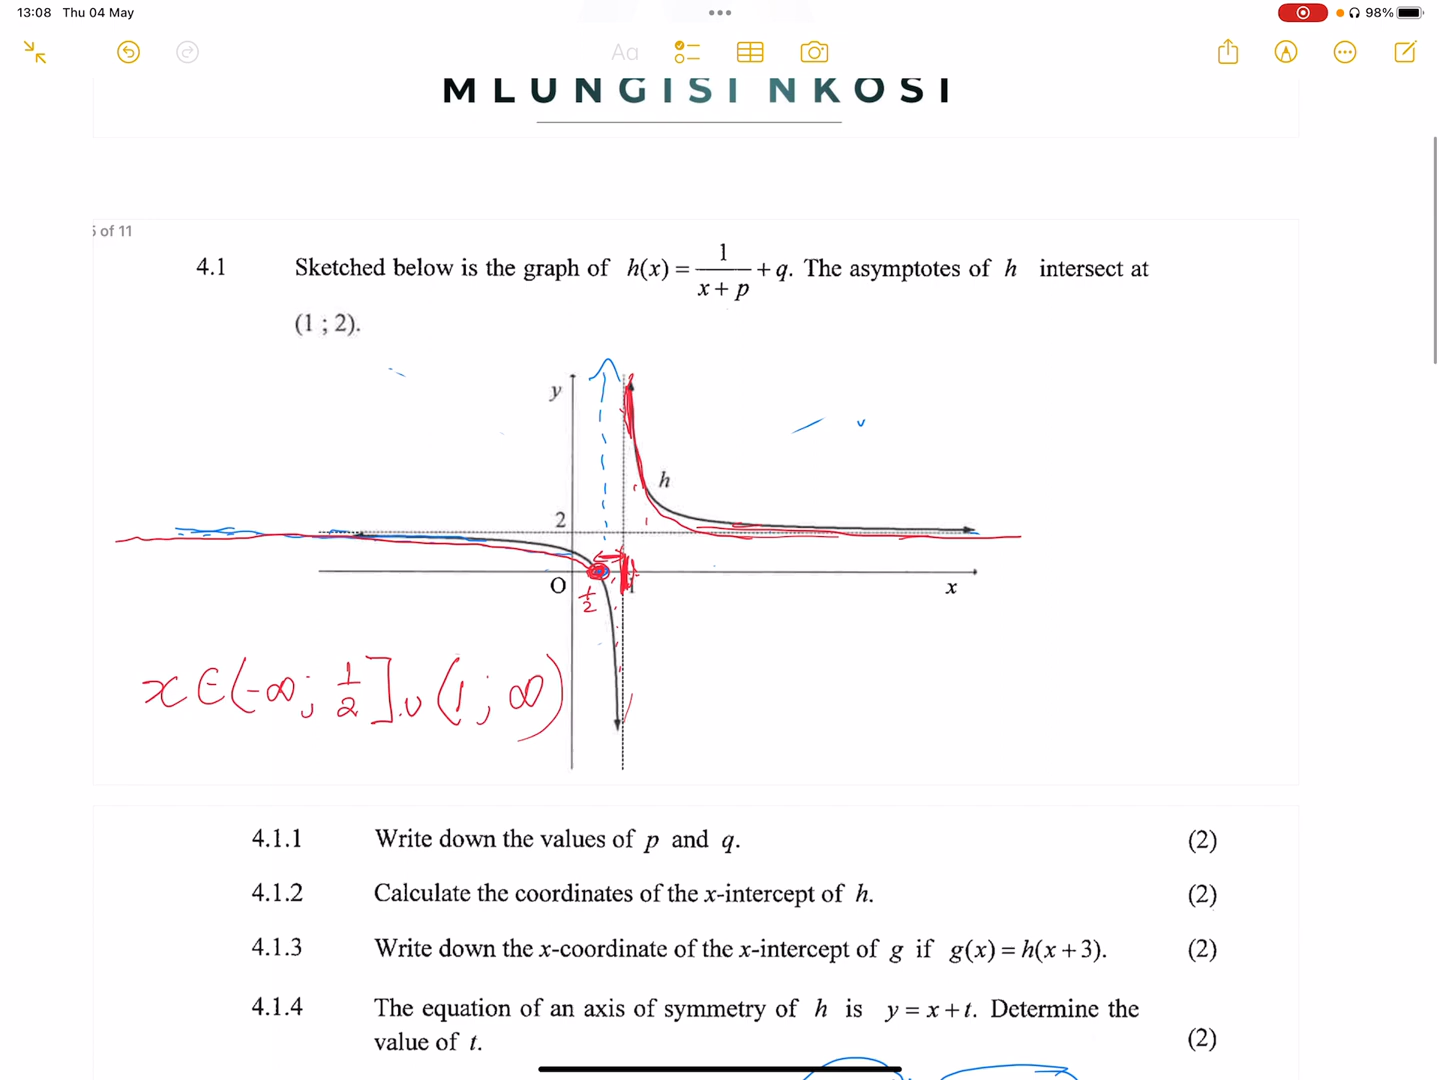 13:08 Thu 04 May
98%
Aa
MLUNGISI NKOSI
of 11
4.1 Sketched below is the graph of h(x) = 1/(x + p) + q. The asymptotes of h intersect at
(1 ; 2).
y
h
2
O
1/2
x
x ∈ (-∞; 1/2] ∪ (1; ∞)
4.1.1 Write down the values of p and q. (2)
4.1.2 Calculate the coordinates of the x-intercept of h. (2)
4.1.3 Write down the x-coordinate of the x-intercept of g if g(x) = h(x + 3). (2)
4.1.4 The equation of an axis of symmetry of h is y = x + t. Determine the
value of t. (2)